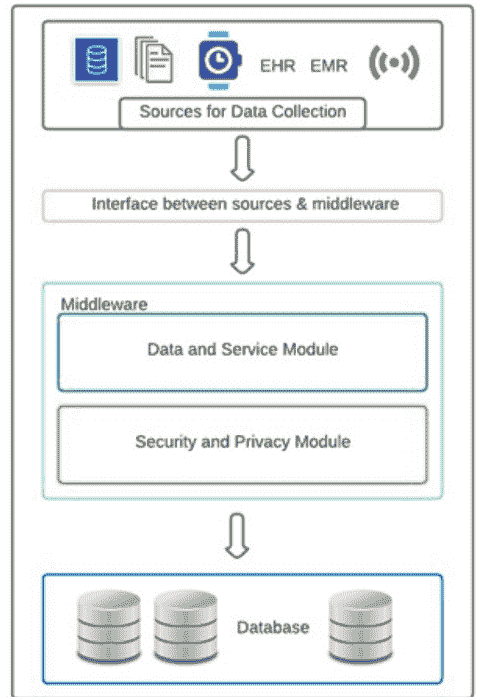 EHR EMR
Sources for Data Collection
Interface between sources & middleware
Middleware
Data and Service Module
Security and Privacy Module
Database